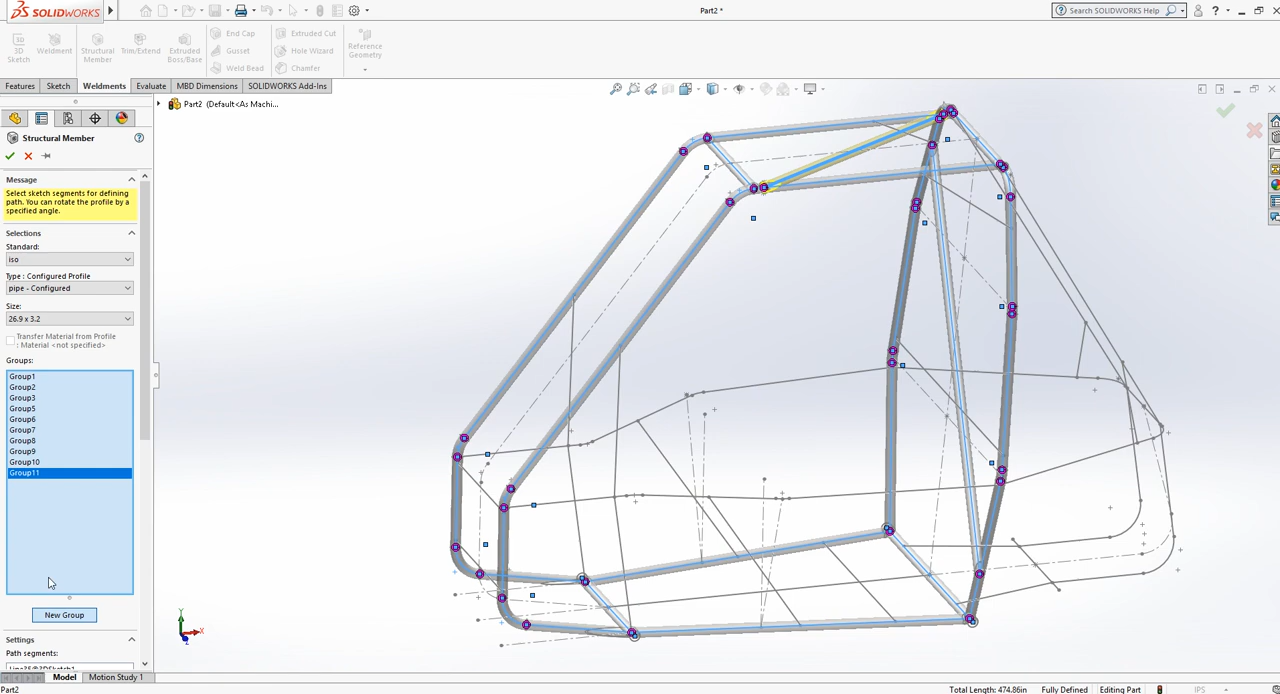 SOLIDWORKS
Part2 *
Search SOLIDWORKS Help
3D Sketch
Weldment
Structural Member
Trim/Extend
Extruded Boss/Base
End Cap
Gusset
Weld Bead
Extruded Cut
Hole Wizard
Chamfer
Reference Geometry
Features
Sketch
Weldments
Evaluate
MBD Dimensions
SOLIDWORKS Add-Ins
Part2 (Default<As Machi...
Structural Member
Message
Select sketch segments for defining
path. You can rotate the profile by a
specified angle.
Selections
Standard:
iso
Type : Configured Profile
pipe - Configured
Size:
26.9 x 3.2
Transfer Material from Profile
: Material <not specified>
Groups:
Group1
Group2
Group3
Group5
Group6
Group7
Group8
Group9
Group10
Group11
New Group
Settings
Path segments:
Y
X
Z
Model
Motion Study 1
Part2
Total Length: 474.86in
Fully Defined
Editing Part
IPS